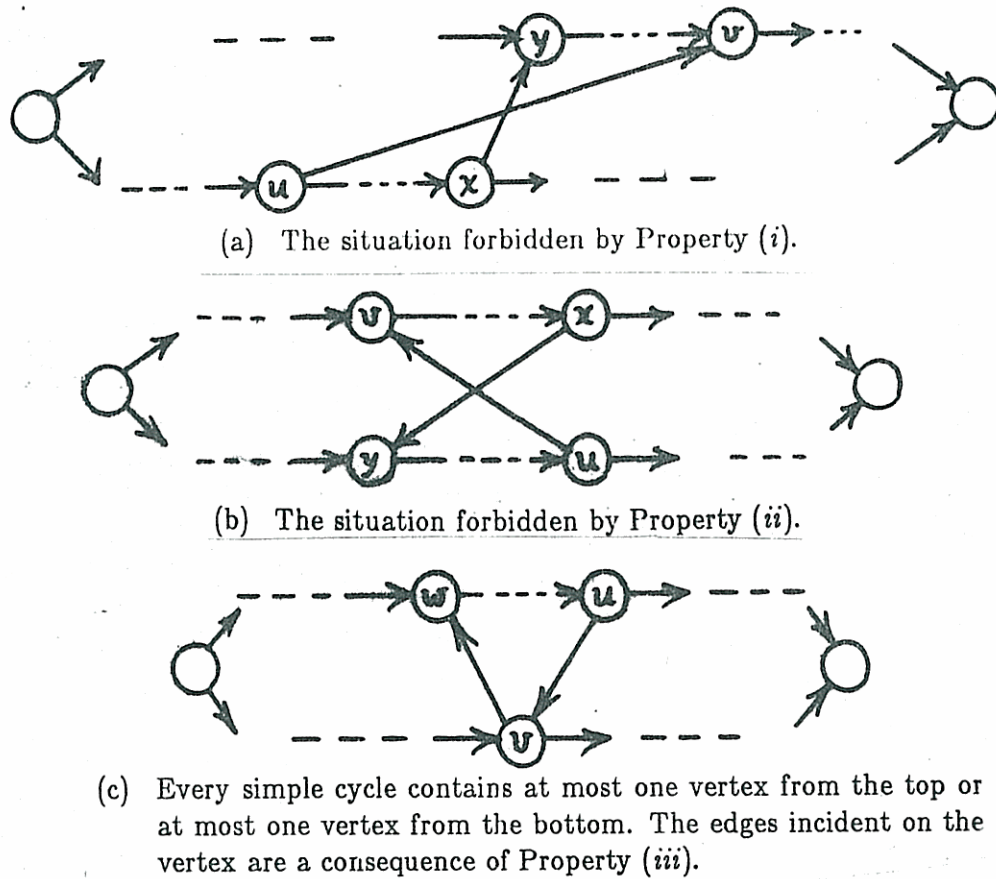 y v
u x
(a) The situation forbidden by Property (i).
v x
y u
(b) The situation forbidden by Property (ii).
w u
v
(c) Every simple cycle contains at most one vertex from the top or
at most one vertex from the bottom. The edges incident on the
vertex are a consequence of Property (iii).